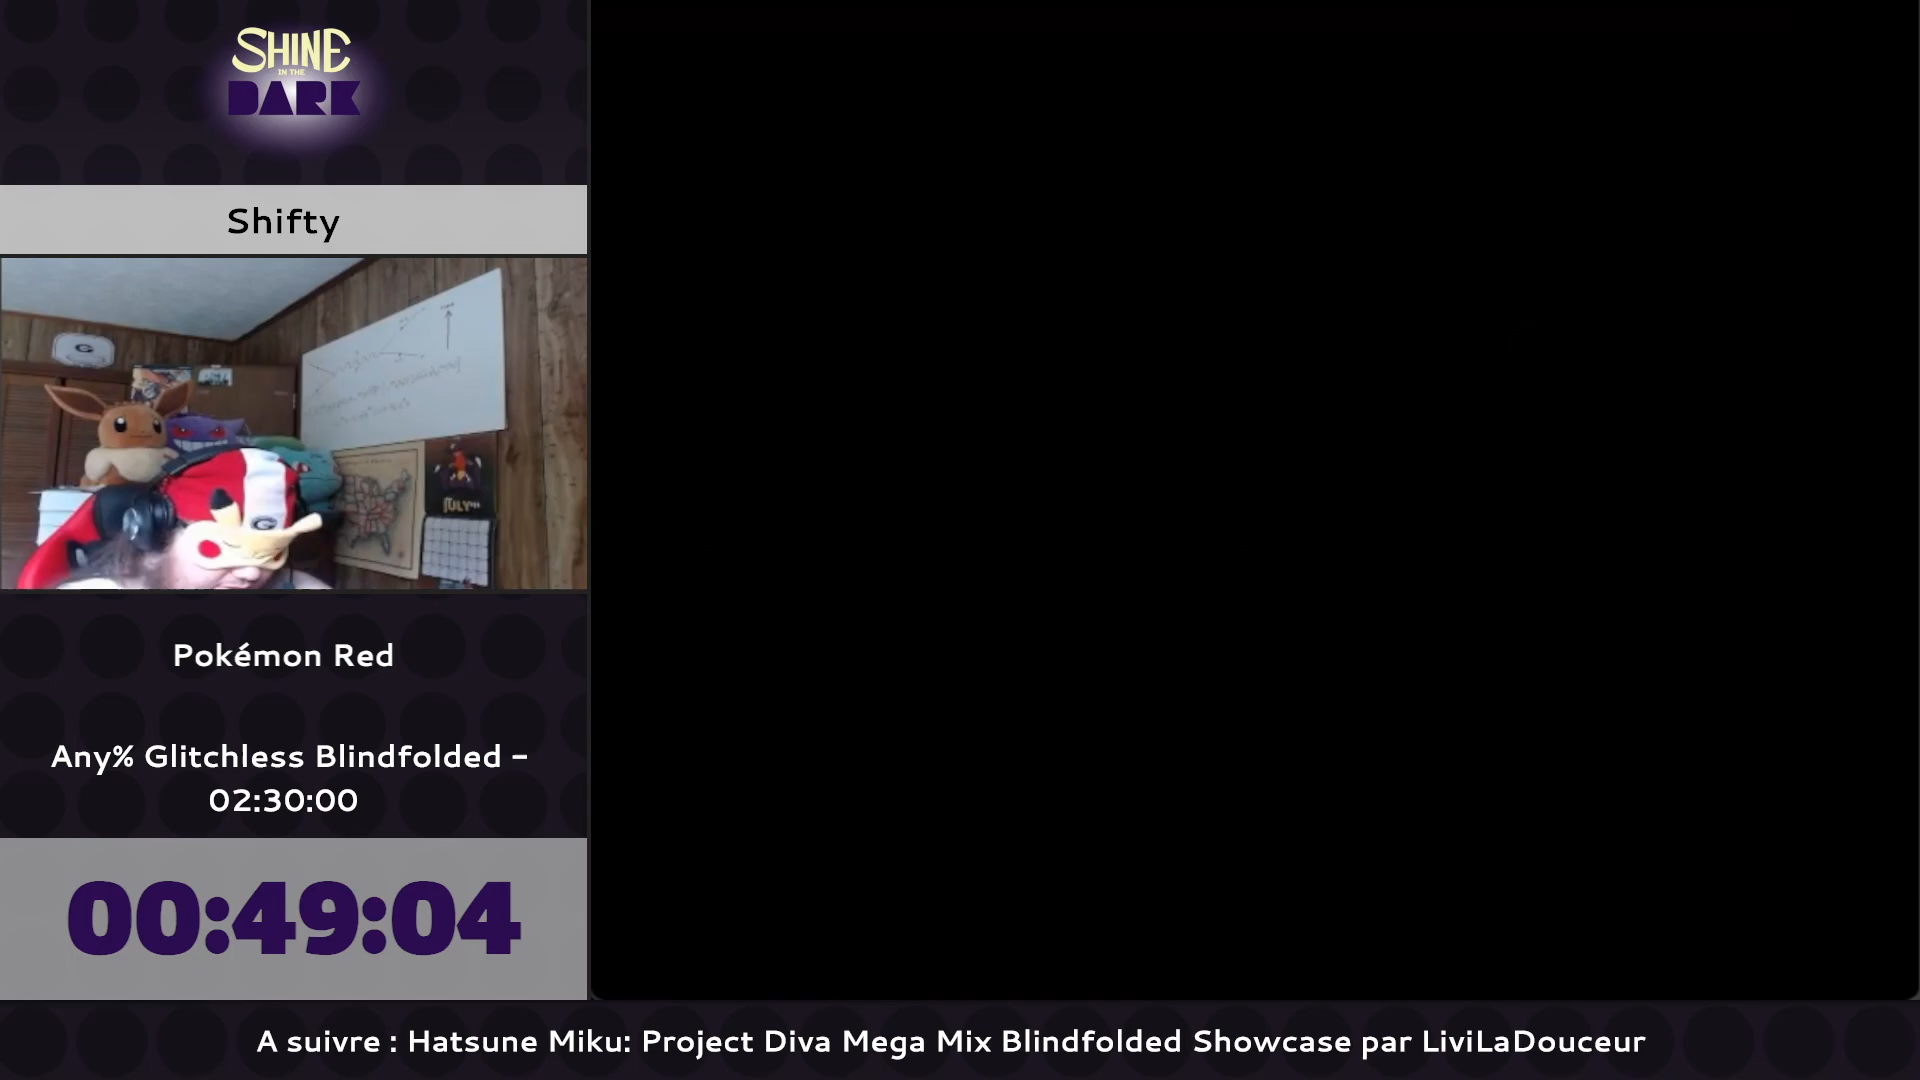 SHINE
IN THE
DARK
Shifty
G
JULY
G
Pokémon Red
Any% Glitchless Blindfolded -
02:30:00
00:49:04
A suivre : Hatsune Miku: Project Diva Mega Mix Blindfolded Showcase par LiviLaDouceur